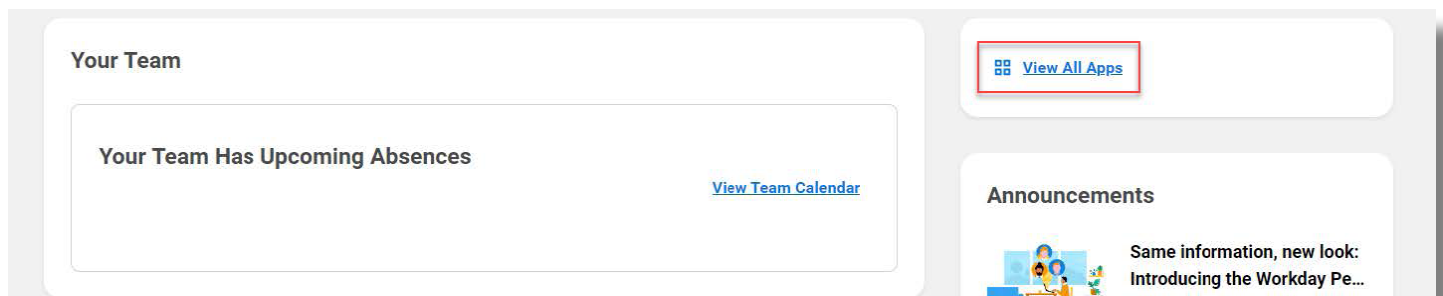 Your Team
Your Team Has Upcoming Absences
View Team Calendar
View All Apps
Announcements
Same information, new look:
Introducing the Workday Pe...